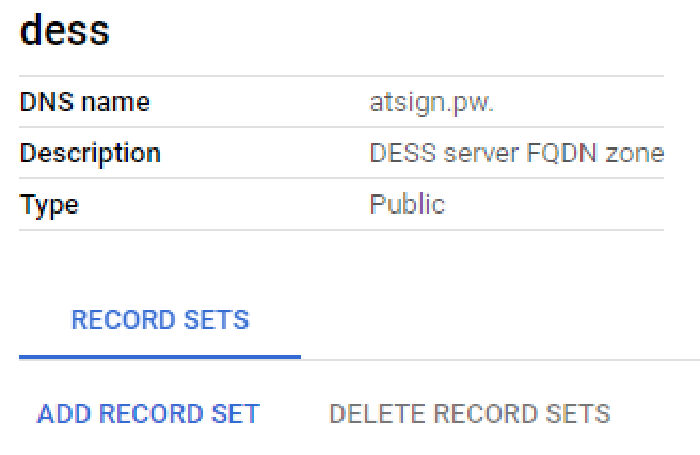 dess
DNS name atsign.pw.
Description DESS server FQDN zone
Type Public
RECORD SETS
ADD RECORD SET DELETE RECORD SETS